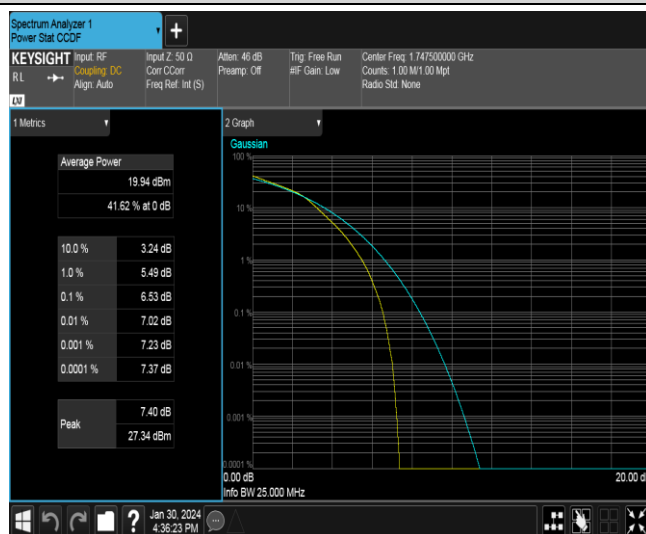 Spectrum Analyzer 1
Power Stat CCDF
+
KEYSIGHT
RL
LXI
Input: RF
Coupling: DC
Align: Auto
Input Z: 50 Ω
Corr CCorr
Freq Ref: Int (S)
Atten: 46 dB
Preamp: Off
Trig: Free Run
#IF Gain: Low
Center Freq: 1.747500000 GHz
Counts: 1.00 M/1.00 Mpt
Radio Std: None
1 Metrics
Average Power
19.94 dBm
41.62 % at 0 dB
10.0 % 3.24 dB
1.0 % 5.49 dB
0.1 % 6.53 dB
0.01 % 7.02 dB
0.001 % 7.23 dB
0.0001 % 7.37 dB
Peak
7.40 dB
27.34 dBm
2 Graph
Gaussian
100 %
10 %
1 %
0.1 %
0.01 %
0.001 %
0.0001 %
0.00 dB
20.00 d
Info BW 25.000 MHz
?
Jan 30, 2024
4:36:23 PM